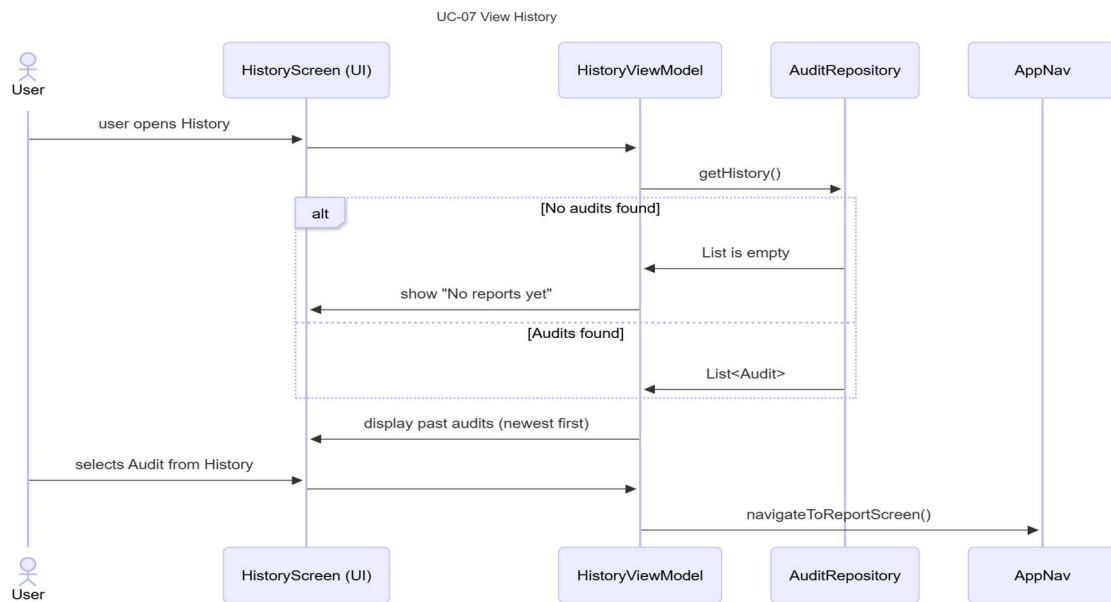 UC-07 View History
User
HistoryScreen (UI)
HistoryViewModel
AuditRepository
AppNav
user opens History
getHistory()
alt
[No audits found]
List is empty
show "No reports yet"
[Audits found]
List<Audit>
display past audits (newest first)
selects Audit from History
navigateToReportScreen()
User
HistoryScreen (UI)
HistoryViewModel
AuditRepository
AppNav